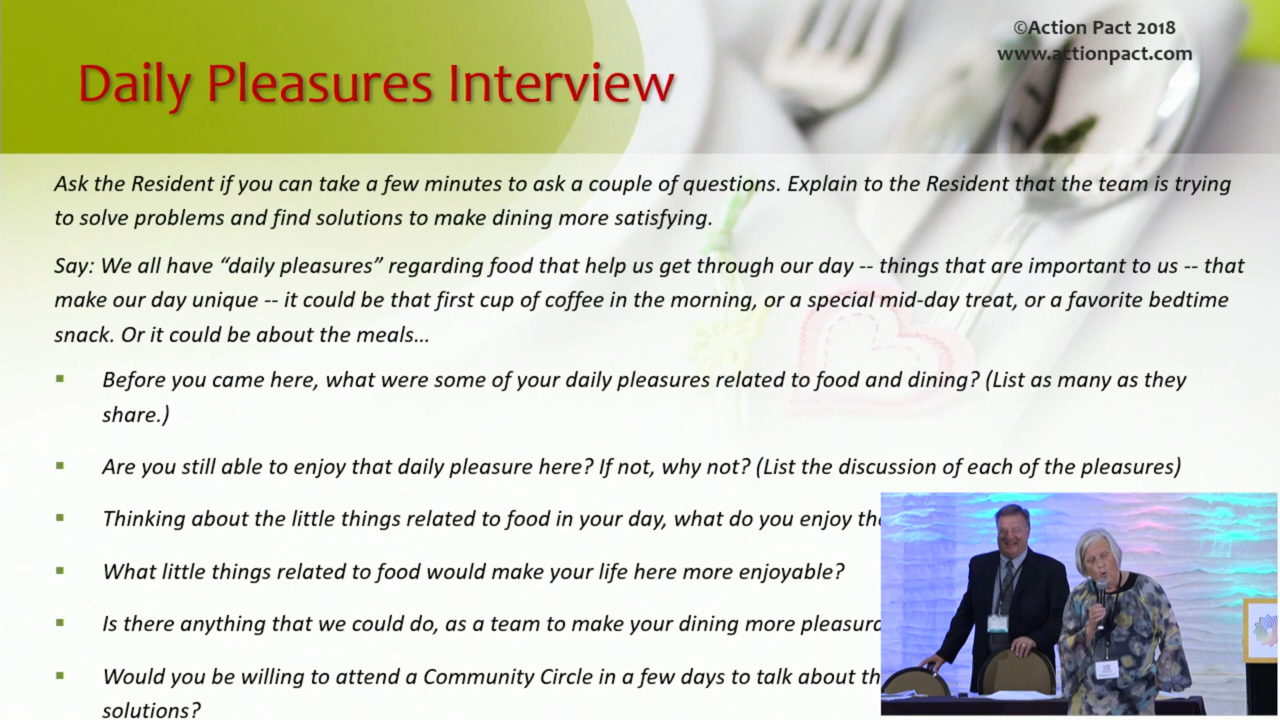 ©Action Pact 2018
www.actionpact.com
Daily Pleasures Interview
Ask the Resident if you can take a few minutes to ask a couple of questions. Explain to the Resident that the team is trying
to solve problems and find solutions to make dining more satisfying.
Say: We all have “daily pleasures” regarding food that help us get through our day -- things that are important to us -- that
make our day unique -- it could be that first cup of coffee in the morning, or a special mid-day treat, or a favorite bedtime
snack. Or it could be about the meals...
Before you came here, what were some of your daily pleasures related to food and dining? (List as many as they
share.)
Are you still able to enjoy that daily pleasure here? If not, why not? (List the discussion of each of the pleasures)
Thinking about the little things related to food in your day, what do you enjoy
What little things related to food would make your life here more enjoyable?
Is there anything that we could do, as a team to make your dining more
Would you be willing to attend a Community Circle in a few days to talk about
solutions?